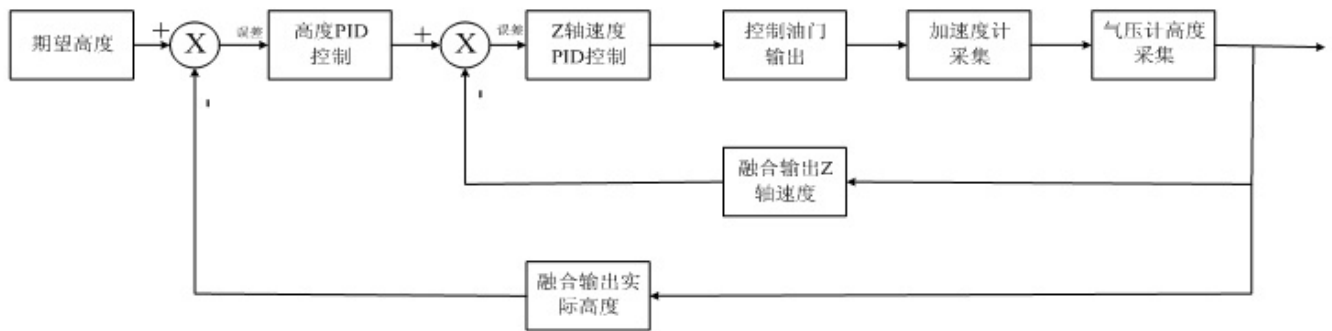 期望高度
+
X
误差
高度PID
控制
+
X
误差
Z轴速度
PID控制
控制油门
输出
加速度计
采集
气压计高度
采集
-
-
融合输出Z
轴速度
融合输出实
际高度